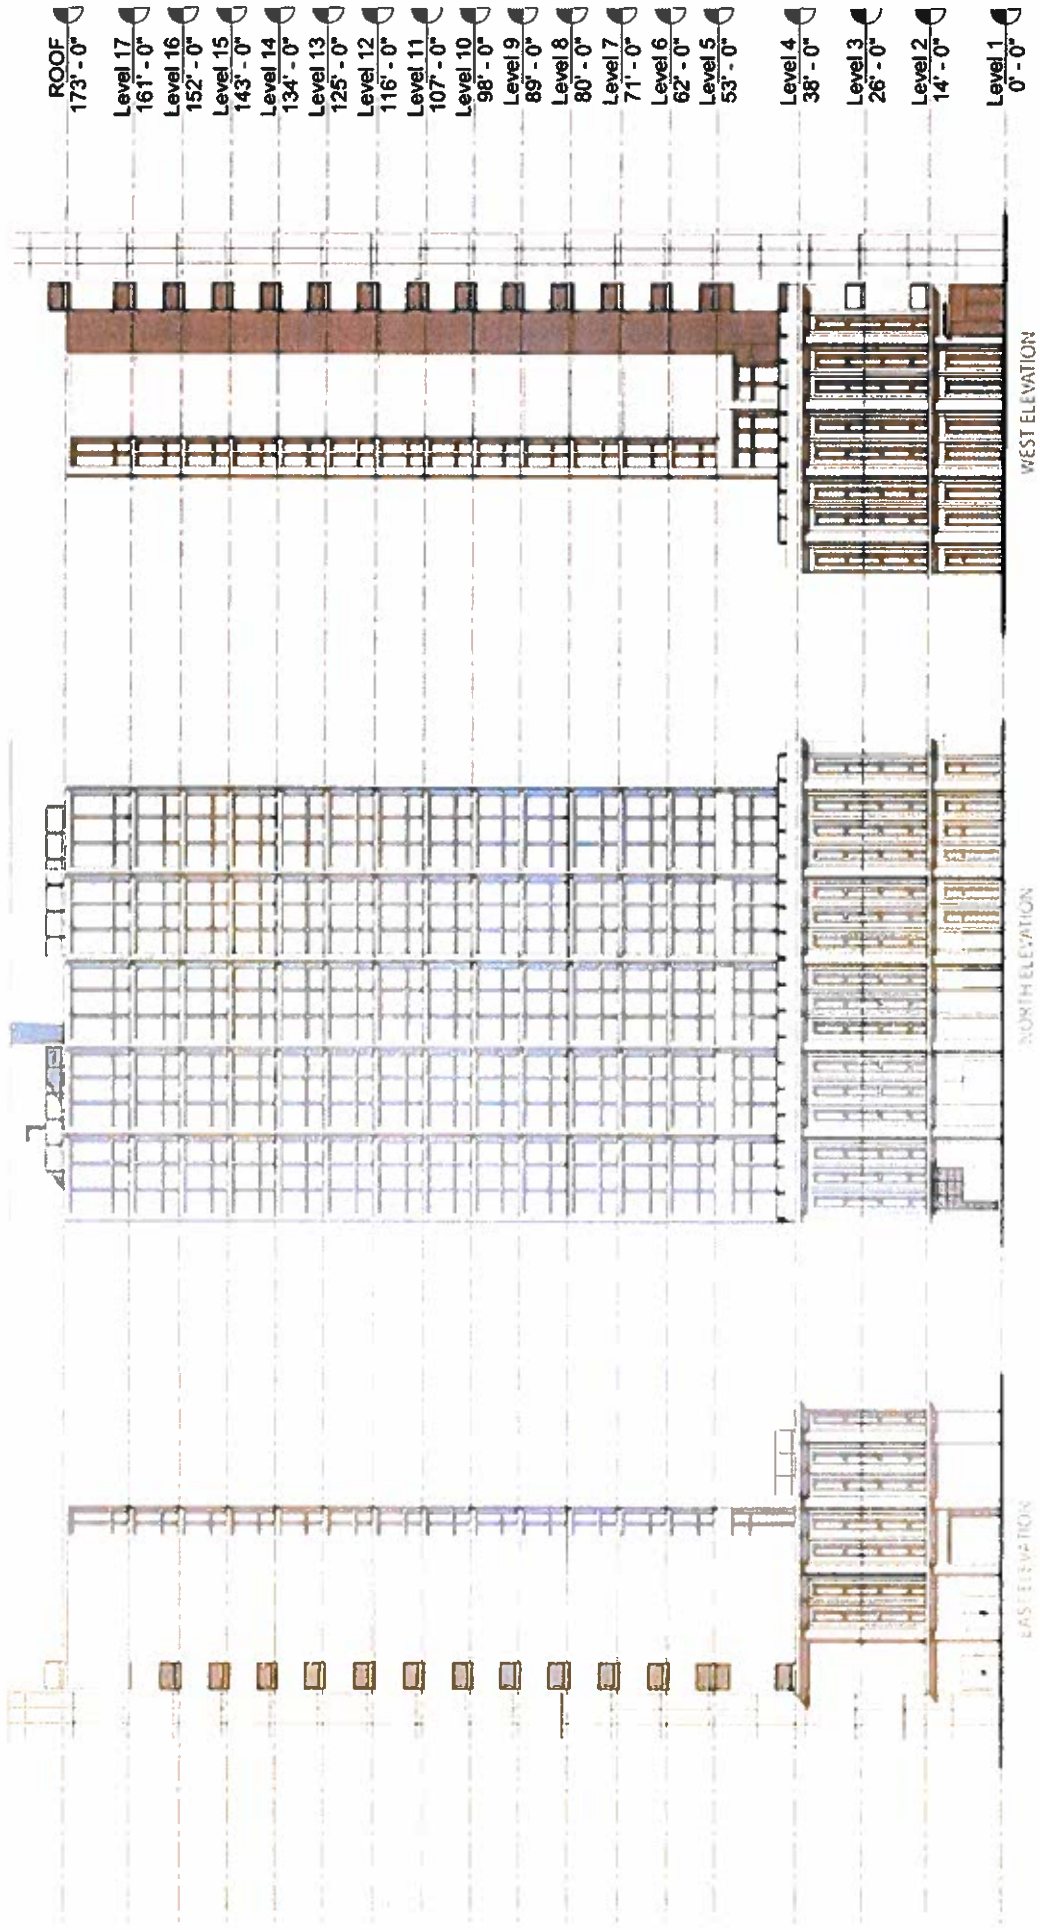 ROOF
173' - 0"
Level 17
161' - 0"
Level 16
152' - 0"
Level 15
143' - 0"
Level 14
134' - 0"
Level 13
125' - 0"
Level 12
116' - 0"
Level 11
107' - 0"
Level 10
98' - 0"
Level 9
89' - 0"
Level 8
80' - 0"
Level 7
71' - 0"
Level 6
62' - 0"
Level 5
53' - 0"
Level 4
38' - 0"
Level 3
26' - 0"
Level 2
14' - 0"
Level 1
0' - 0"
WEST ELEVATION
NORTH ELEVATION
EAST ELEVATION